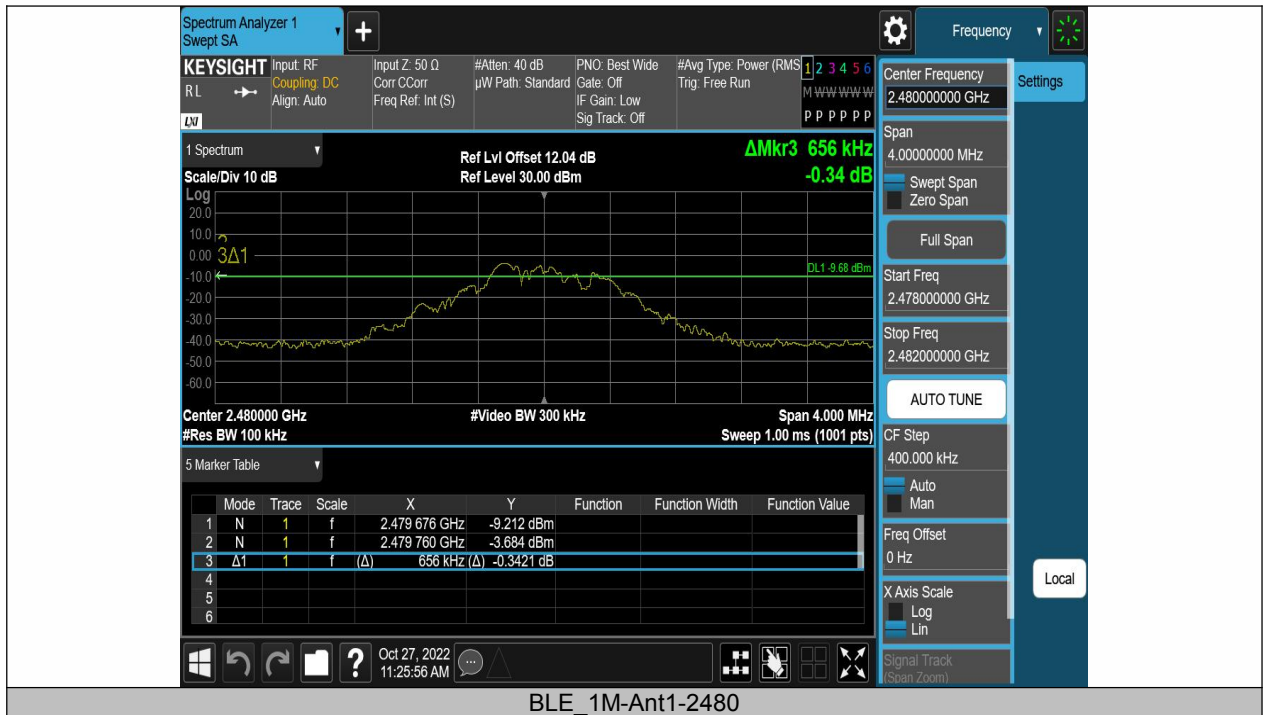 Spectrum Analyzer 1
Swept SA
+
Frequency
KEYSIGHT
RL
LXI
Input: RF
Coupling: DC
Align: Auto
Input Z: 50 Ω
Corr CCorr
Freq Ref: Int (S)
#Atten: 40 dB
µW Path: Standard
PNO: Best Wide
Gate: Off
IF Gain: Low
Sig Track: Off
#Avg Type: Power (RMS
Trig: Free Run
1 2 3 4 5 6
M W W W W W
P P P P P P
1 Spectrum
Scale/Div 10 dB
Ref Lvl Offset 12.04 dB
Ref Level 30.00 dBm
ΔMkr3 656 kHz
-0.34 dB
Log
20.0
10.0
0.00
-10.0
-20.0
-30.0
-40.0
-50.0
-60.0
3Δ1
DL1 -9.68 dBm
Center 2.480000 GHz
#Video BW 300 kHz
Span 4.000 MHz
#Res BW 100 kHz
Sweep 1.00 ms (1001 pts)
5 Marker Table
Mode Trace Scale X Y Function Function Width Function Value
1 N 1 f 2.479 676 GHz -9.212 dBm
2 N 1 f 2.479 760 GHz -3.684 dBm
3 Δ1 1 f (Δ) 656 kHz (Δ) -0.3421 dB
4
5
6
Oct 27, 2022
11:25:56 AM
?
Center Frequency
2.480000000 GHz
Settings
Span
4.00000000 MHz
Swept Span
Zero Span
Full Span
Start Freq
2.478000000 GHz
Stop Freq
2.482000000 GHz
AUTO TUNE
CF Step
400.000 kHz
Auto
Man
Freq Offset
0 Hz
X Axis Scale
Log
Lin
Signal Track
(Span Zoom)
Local
BLE_1M-Ant1-2480